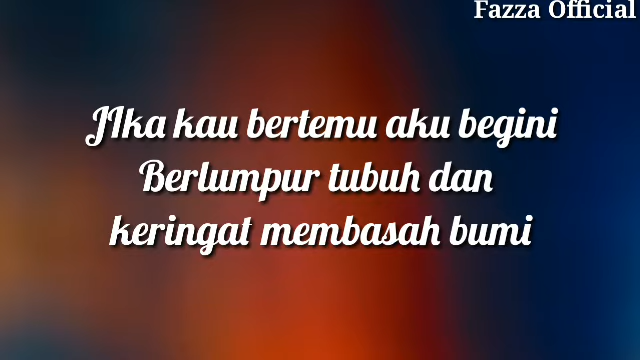 Fazza Official
JIka kau bertemu aku begini
Berlumpur tubuh dan
keringat membasah bumi